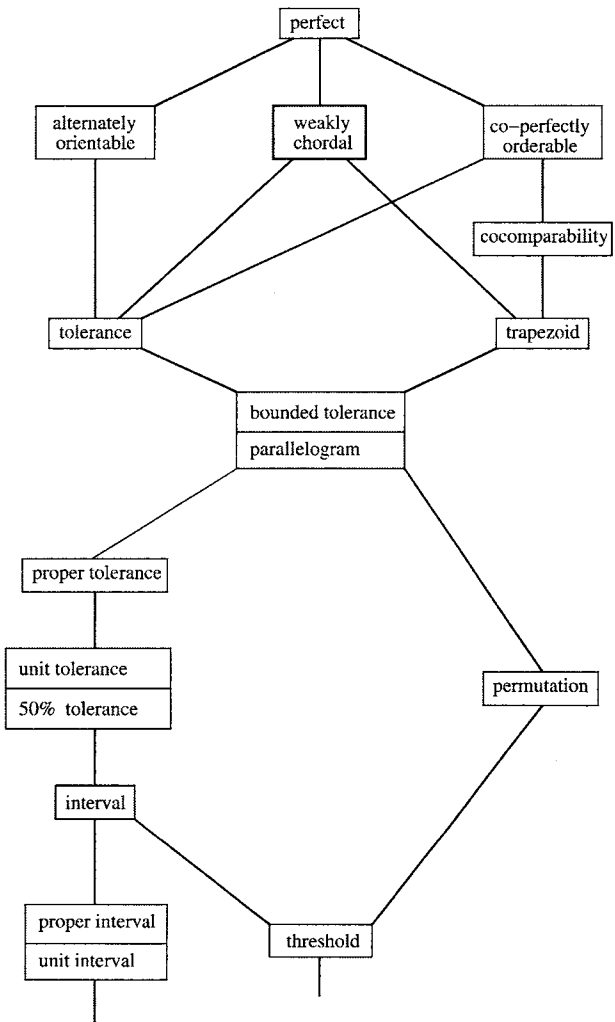 perfect
alternately
orientable
weakly
chordal
co-perfectly
orderable
cocomparability
tolerance
trapezoid
bounded tolerance
parallelogram
proper tolerance
unit tolerance
50% tolerance
permutation
interval
proper interval
unit interval
threshold